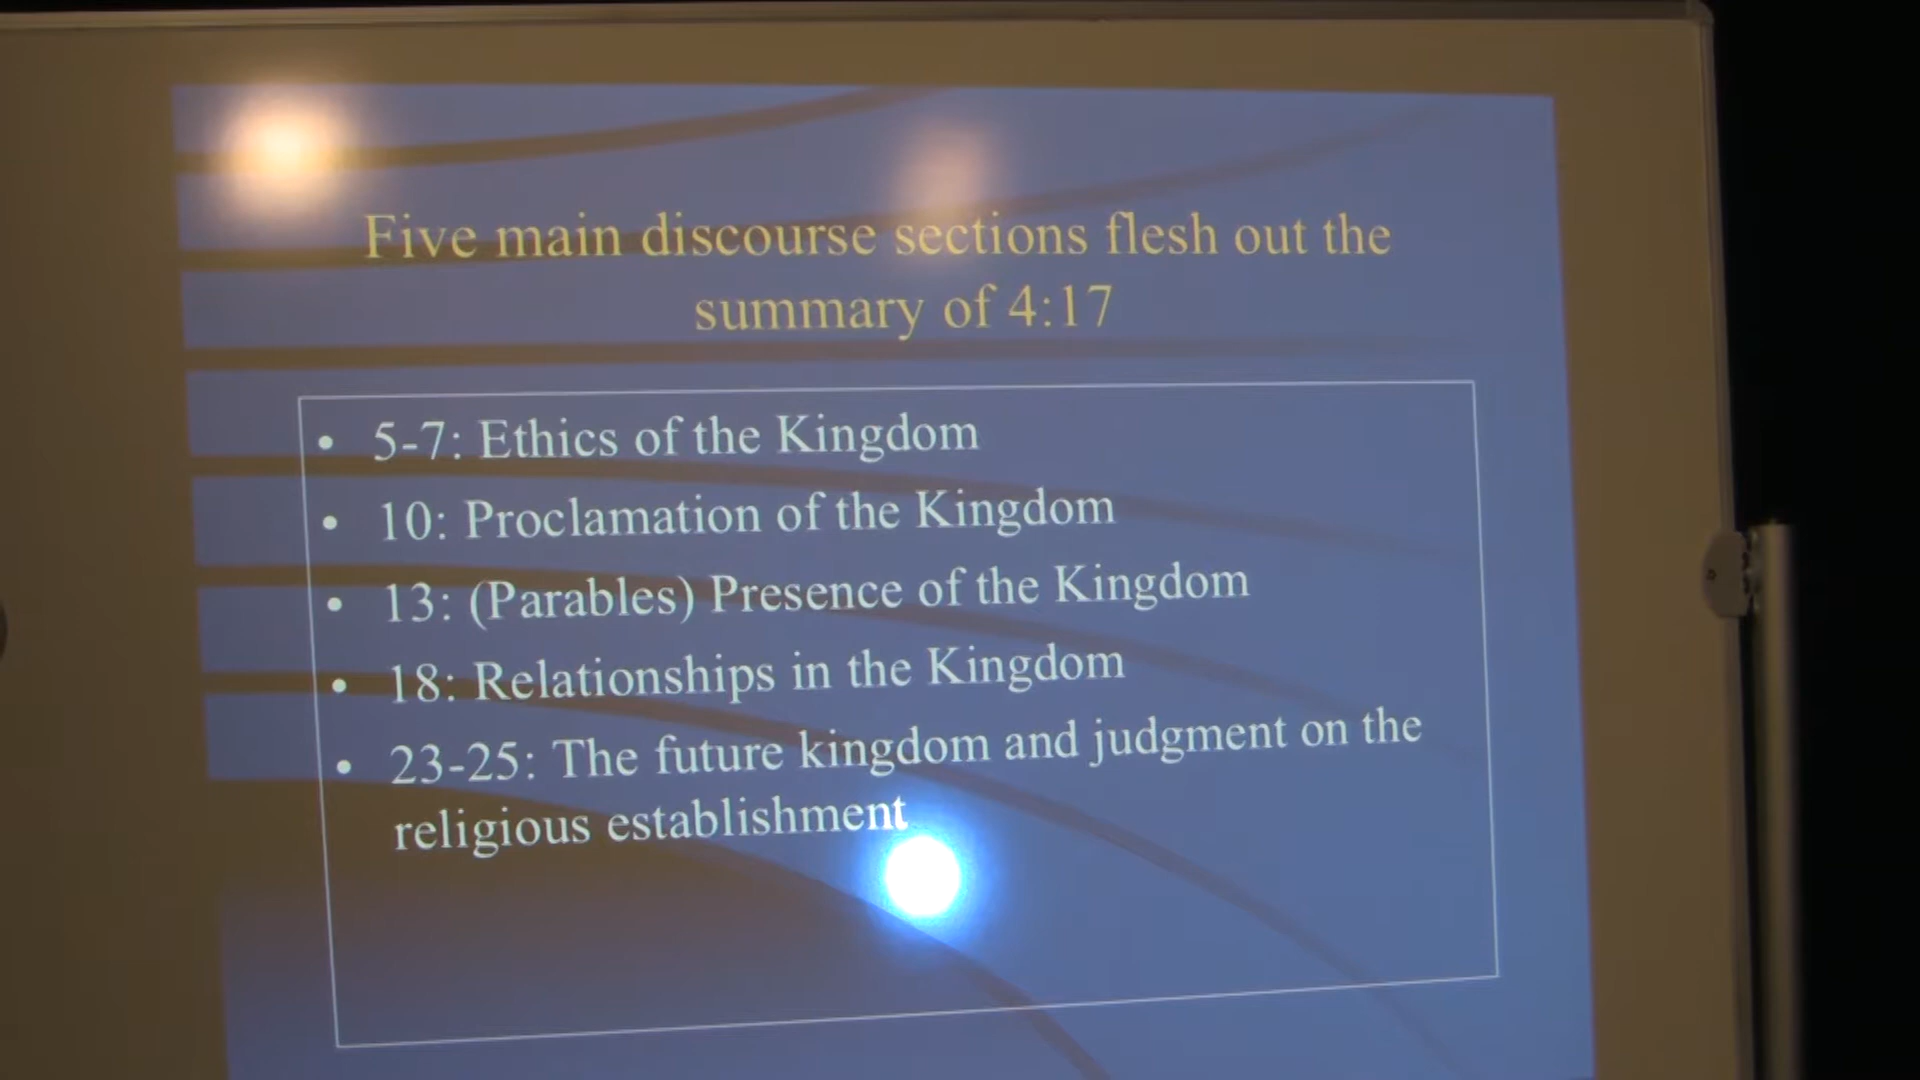 Five main discourse sections flesh out the
summary of 4:17
• 5-7: Ethics of the Kingdom
• 10: Proclamation of the Kingdom
• 13: (Parables) Presence of the Kingdom
• 18: Relationships in the Kingdom
• 23-25: The future kingdom and judgment on the
religious establishment